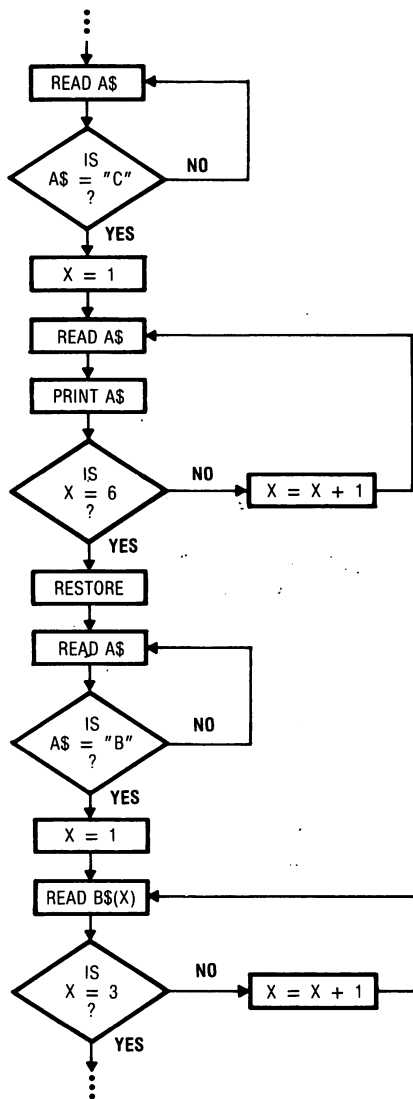 READ A$
IS
A$ = "C"
?
NO
YES
X = 1
READ A$
PRINT A$
IS
X = 6
?
NO
X = X + 1
YES
RESTORE
READ A$
IS
A$ = "B"
?
NO
YES
X = 1
READ B$(X)
IS
X = 3
?
NO
X = X + 1
YES